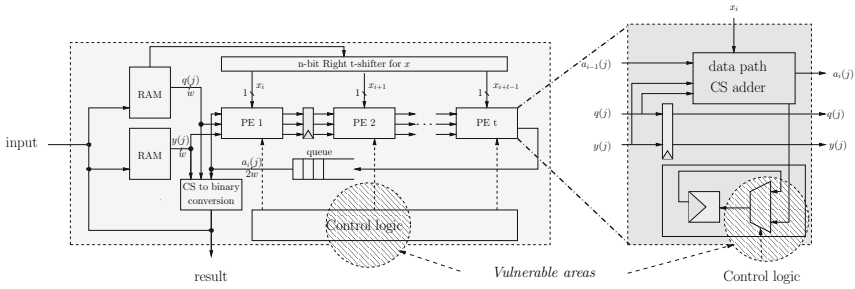 n-bit Right t-shifter for x
RAM
q(j)
w
x_i
1
x_{i+1}
1
x_{i+t-1}
1
PE 1
PE 2
· · ·
PE t
input
RAM
y(j)
w
a_i(j)
2w
queue
CS to binary
conversion
Control logic
result
Vulnerable areas
x_i
a_{i-1}(j)
data path
CS adder
a_i(j)
q(j)
q(j)
y(j)
y(j)
Control logic